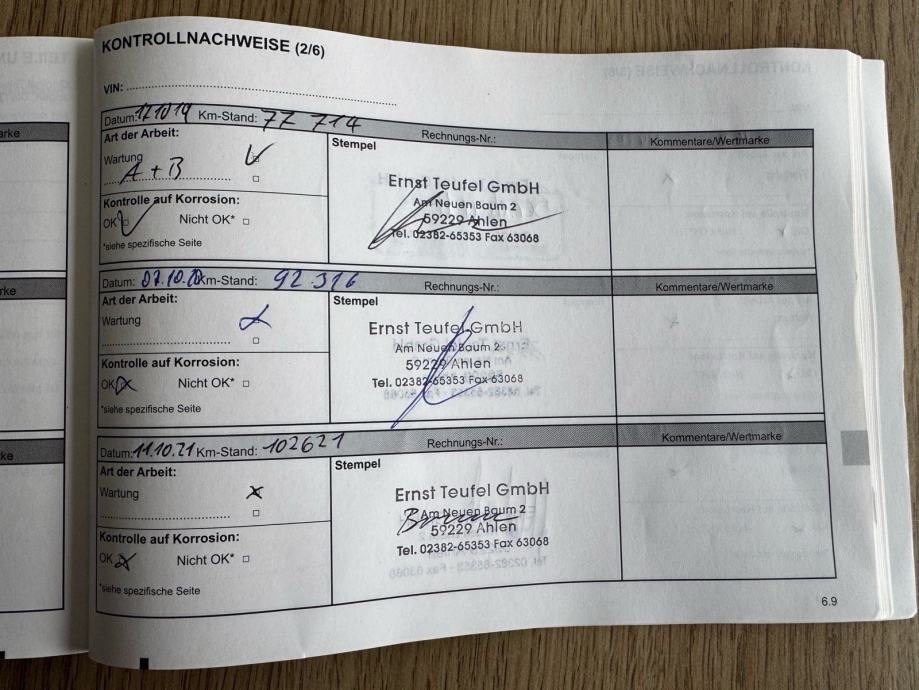 KONTROLLNACHWEISE (2/6)
VIN:
Datum: 17.10.19 Km-Stand: 77 714 Rechnungs-Nr.: Kommentare/Wertmarke
Art der Arbeit:
Stempel
Wartung
A + B
Kontrolle auf Korrosion:
OK Nicht OK*
*siehe spezifische Seite
Ernst Teufel GmbH
Am Neuen Baum 2
59229 Ahlen
Tel. 02382-65353 Fax 63068
Datum: 07.10.20 Km-Stand: 92.316 Rechnungs-Nr.: Kommentare/Wertmarke
Art der Arbeit:
Stempel
Wartung
Kontrolle auf Korrosion:
OK Nicht OK*
*siehe spezifische Seite
Ernst Teufel GmbH
Am Neuen Baum 2
59229 Ahlen
Tel. 02382-65353 Fax 63068
Datum: 11.10.21 Km-Stand: 102621 Rechnungs-Nr.: Kommentare/Wertmarke
Art der Arbeit:
Stempel
Wartung
Kontrolle auf Korrosion:
OK Nicht OK*
*siehe spezifische Seite
Ernst Teufel GmbH
Am Neuen Baum 2
59229 Ahlen
Tel. 02382-65353 Fax 63068
6.9